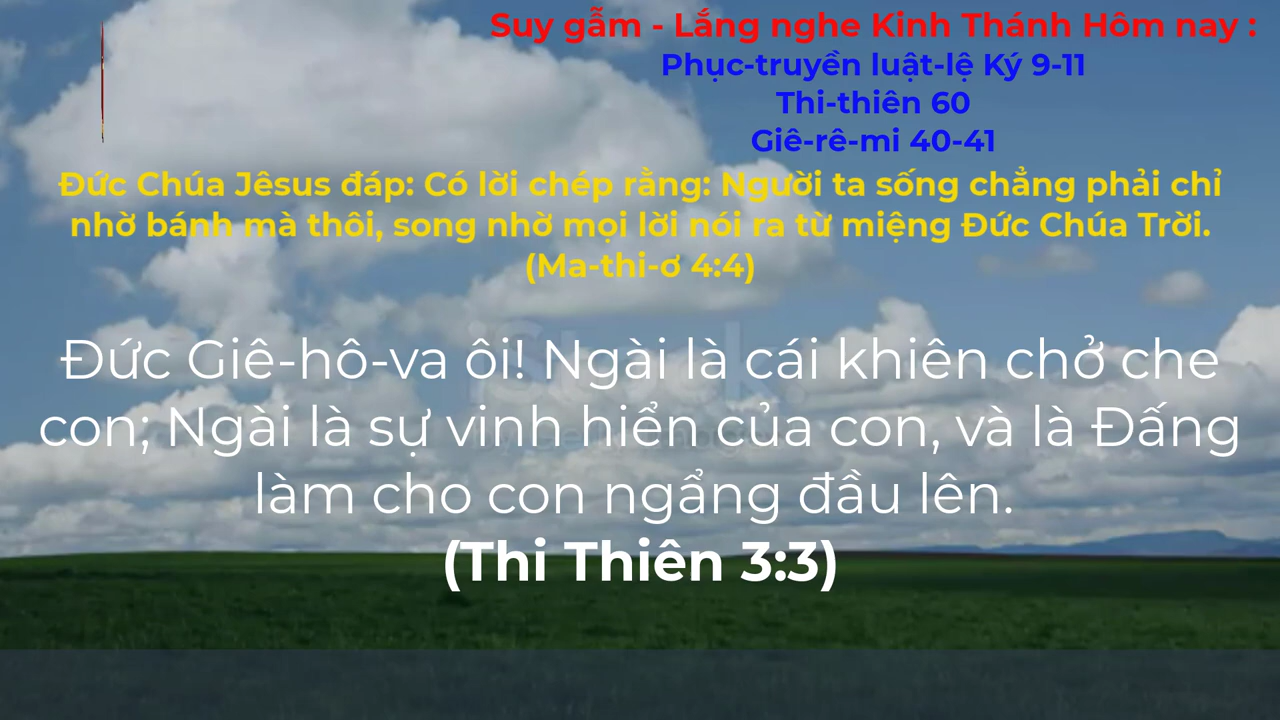 Suy gẫm - Lắng nghe Kinh Thánh Hôm nay :
Phục-truyền luật-lệ Ký 9-11
Thi-thiên 60
Giê-rê-mi 40-41
Đức Chúa Jêsus đáp: Có lời chép rằng: Người ta sống chẳng phải chỉ
nhờ bánh mà thôi, song nhờ mọi lời nói ra từ miệng Đức Chúa Trời.
(Ma-thi-ơ 4:4)
iStock
Đức Giê-hô-va ôi! Ngài là cái khiên chở che
con; Ngài là sự vinh hiển của con, và là Đấng
làm cho con ngẩng đầu lên.
(Thi Thiên 3:3)